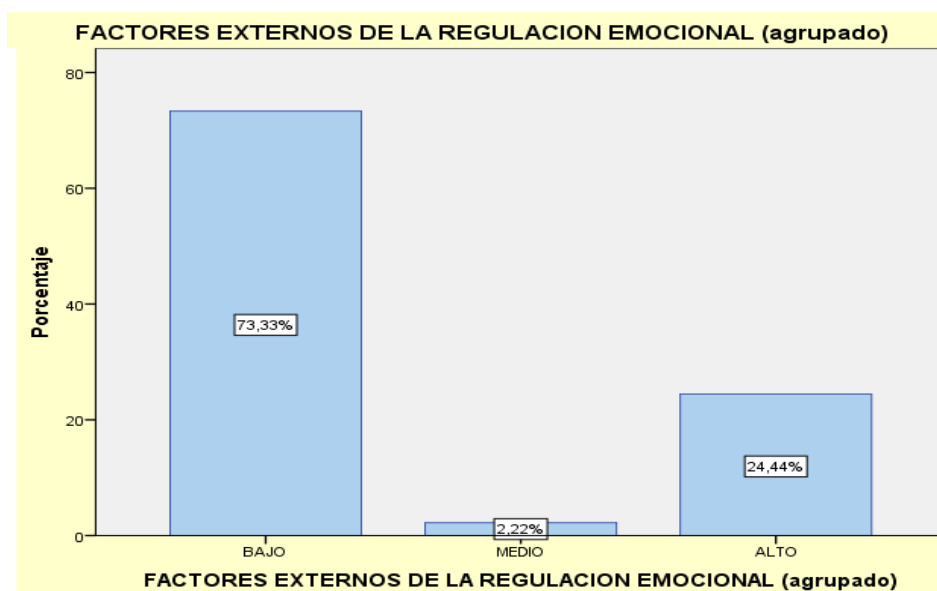 FACTORES EXTERNOS DE LA REGULACION EMOCIONAL (agrupado)
80
60
40
20
0
Porcentaje
73,33%
2,22%
24,44%
BAJO
MEDIO
ALTO
FACTORES EXTERNOS DE LA REGULACION EMOCIONAL (agrupado)